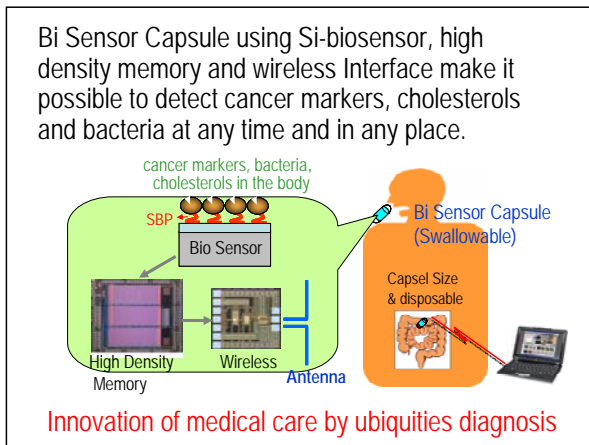 Bi Sensor Capsule using Si-biosensor, high
density memory and wireless Interface make it
possible to detect cancer markers, cholesterols
and bacteria at any time and in any place.
cancer markers, bacteria,
cholesterols in the body
SBP
Bio Sensor
High Density
Memory
Wireless
Antenna
Bi Sensor Capsule
(Swallowable)
Capsel Size
& disposable
Innovation of medical care by ubiquities diagnosis